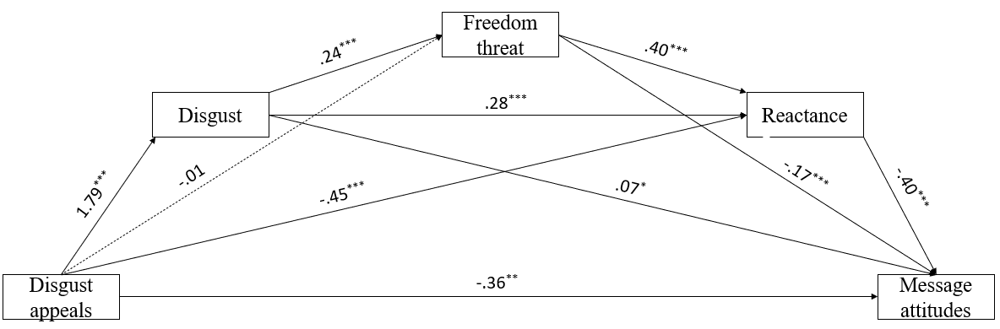 Freedom
threat
.24***
.40***
Disgust
.28***
Reactance
1.79***
-.01
-.45***
.07*
-.17***
-.40***
Disgust
appeals
-.36**
Message
attitudes